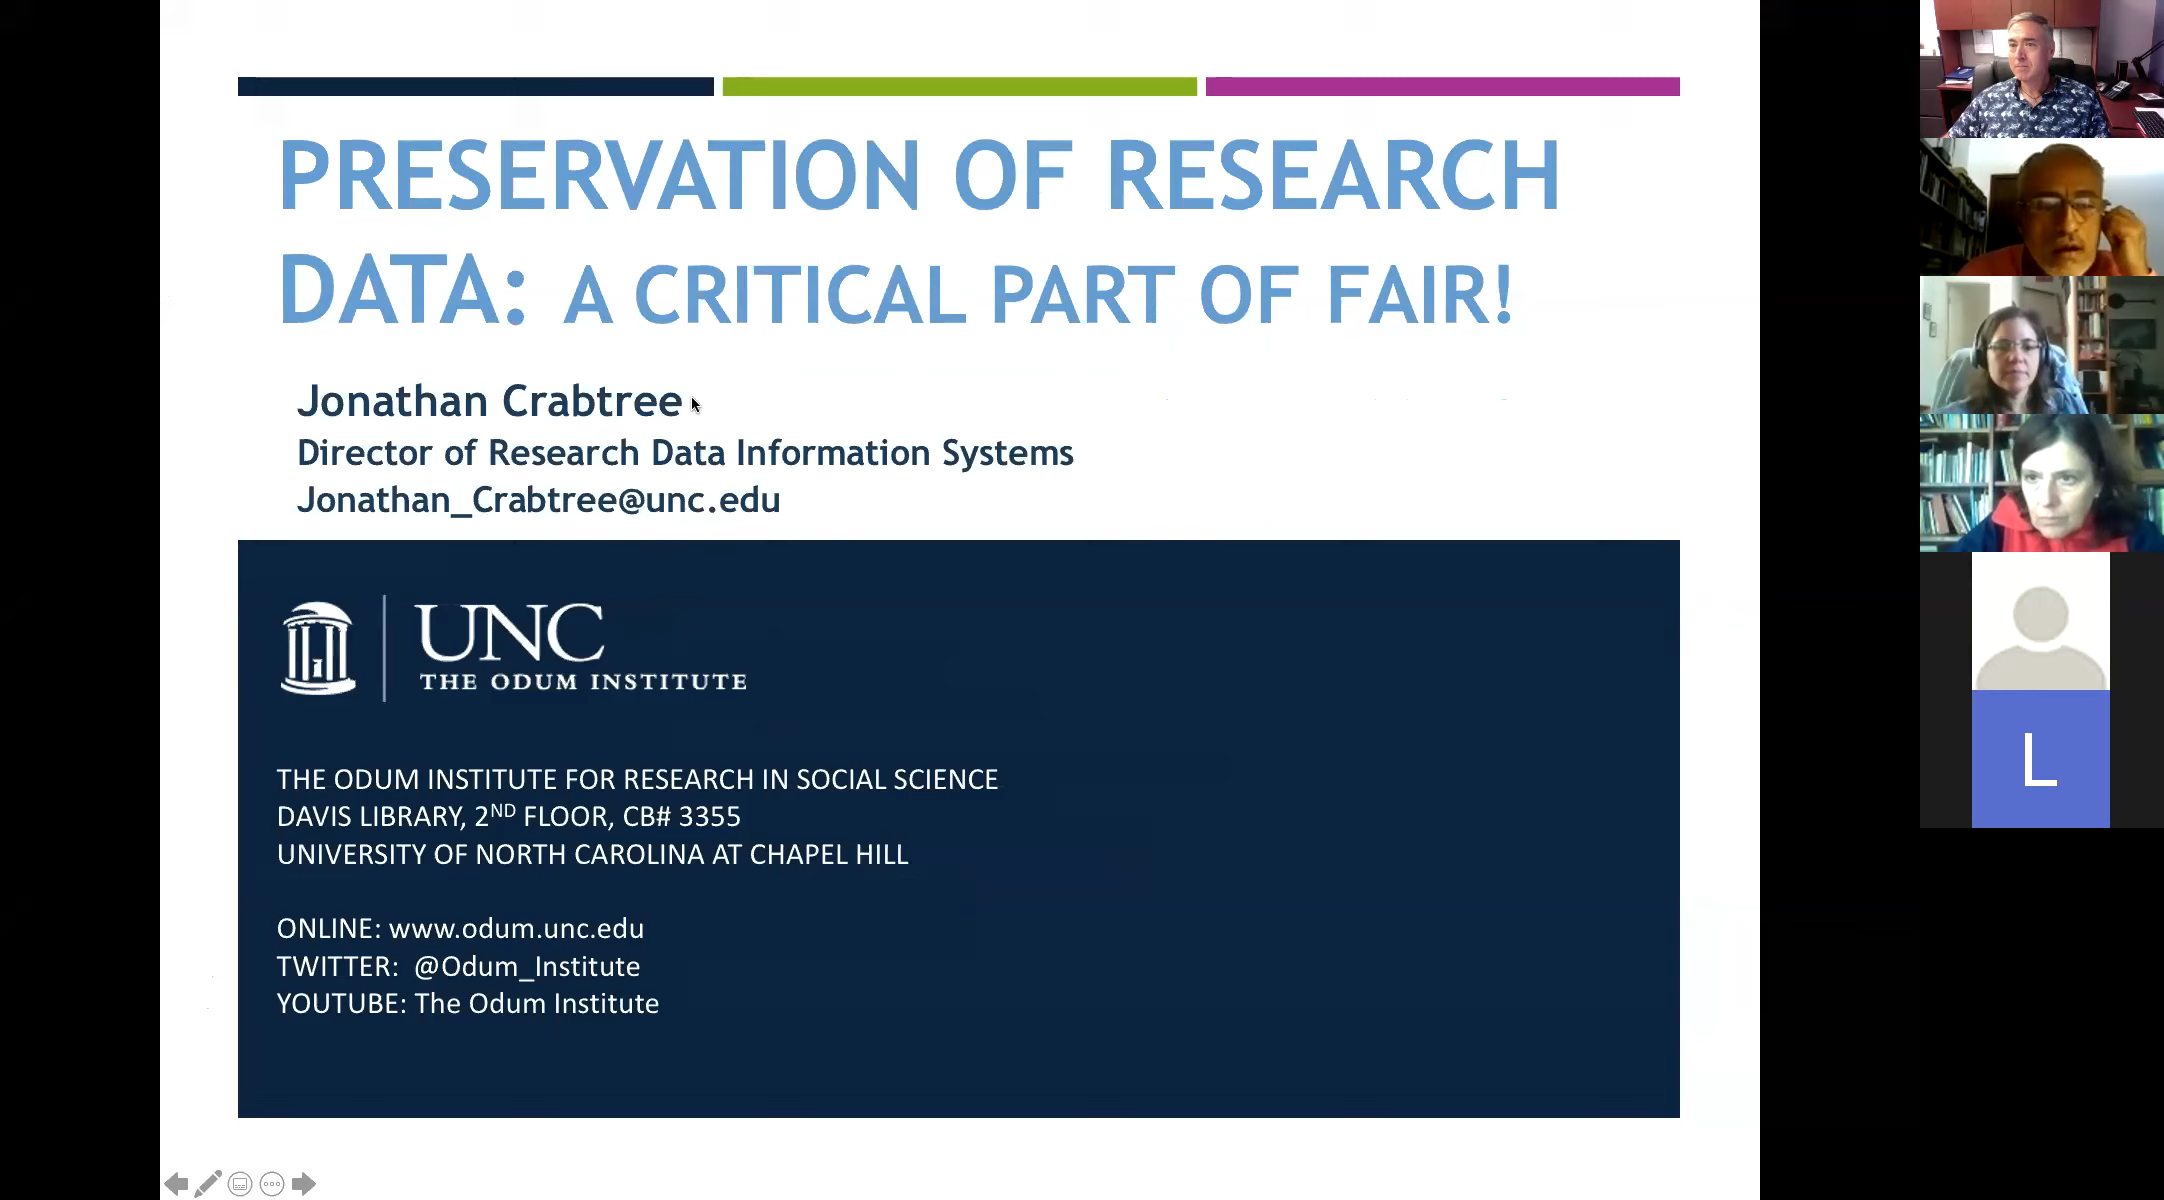 PRESERVATION OF RESEARCH
DATA: A CRITICAL PART OF FAIR!
Jonathan Crabtree
Director of Research Data Information Systems
Jonathan_Crabtree@unc.edu
UNC
THE ODUM INSTITUTE
THE ODUM INSTITUTE FOR RESEARCH IN SOCIAL SCIENCE
DAVIS LIBRARY, 2ND FLOOR, CB# 3355
UNIVERSITY OF NORTH CAROLINA AT CHAPEL HILL
ONLINE: www.odum.unc.edu
TWITTER:  @Odum_Institute
YOUTUBE: The Odum Institute
L